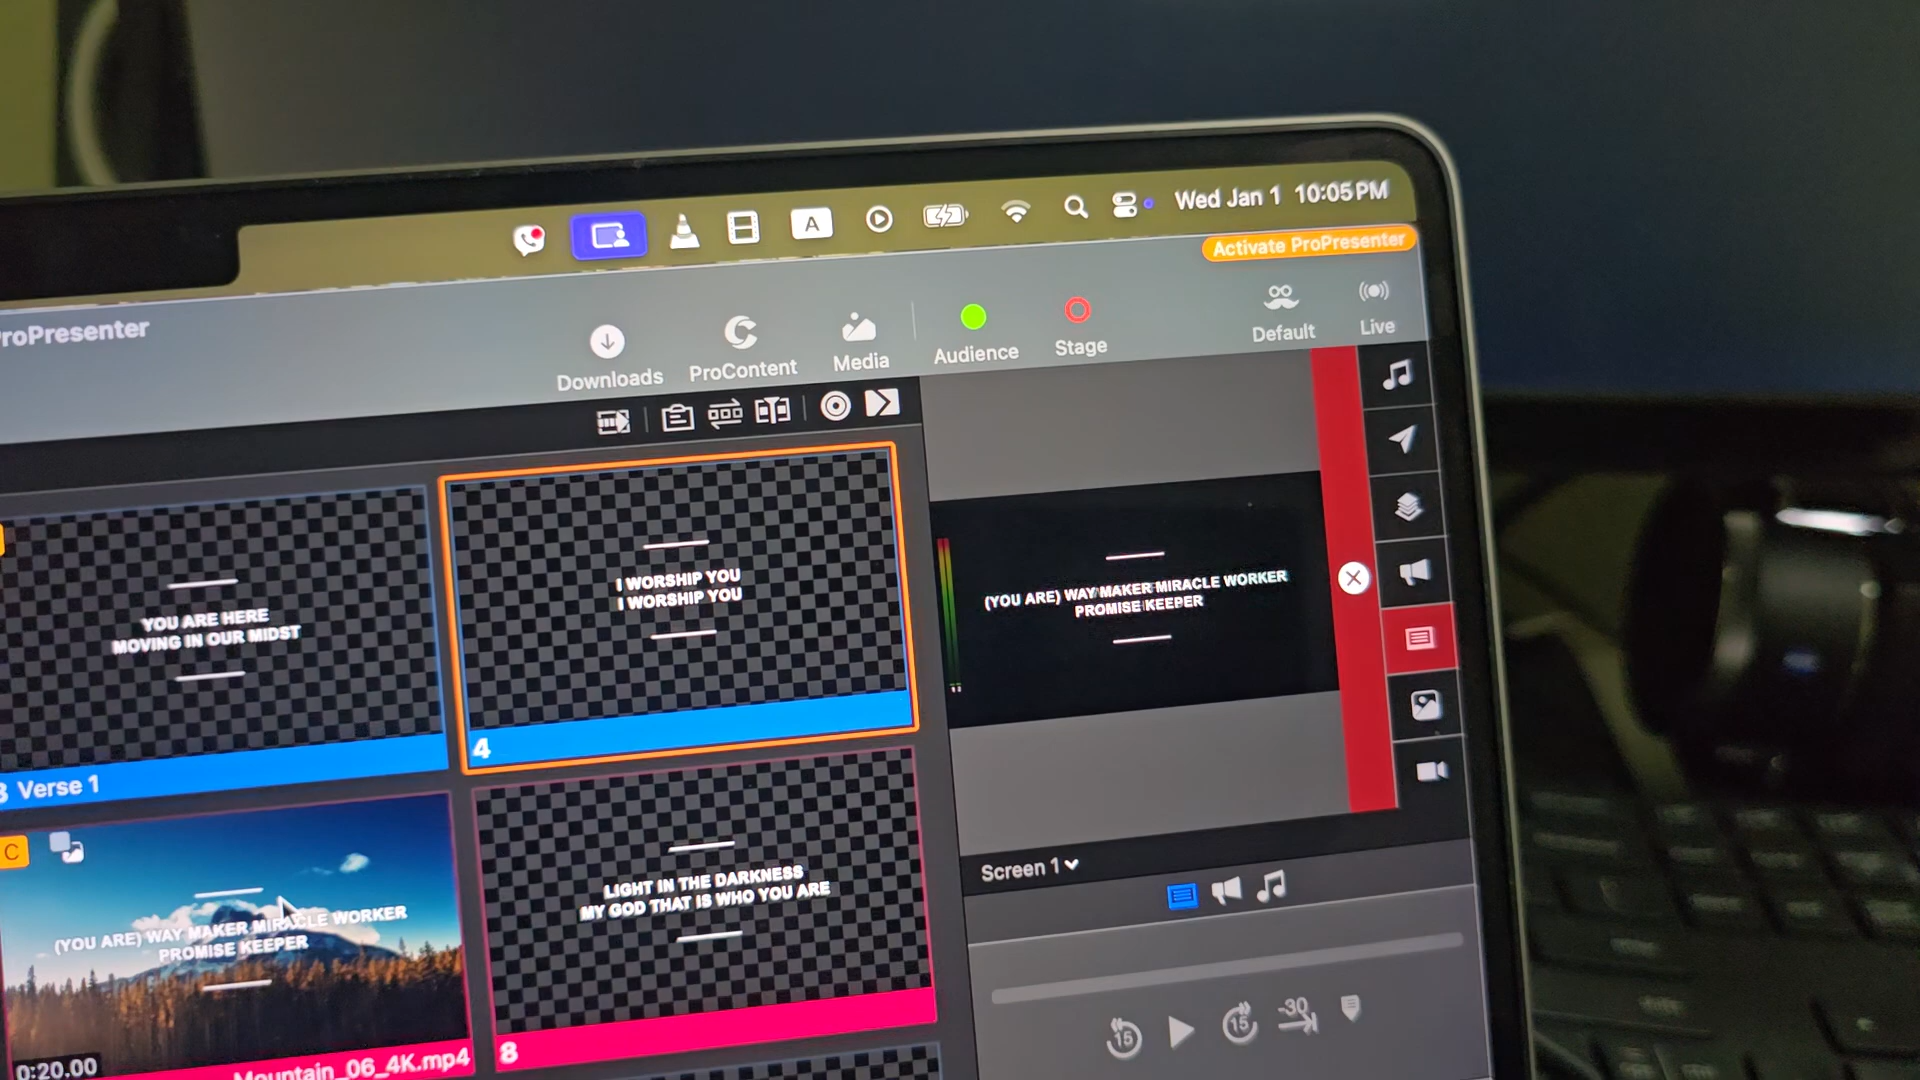 A
Wed Jan 1 10:05 PM
Activate ProPresenter
roPresenter
Downloads
ProContent
Media
Audience
Stage
Default
Live
YOU ARE HERE
MOVING IN OUR MIDST
3 Verse 1
I WORSHIP YOU
I WORSHIP YOU
4
(YOU ARE) WAY MAKER MIRACLE WORKER
PROMISE KEEPER
C
(YOU ARE) WAY MAKER MIRACLE WORKER
PROMISE KEEPER
0:20.00
Mountain_06_4K.mp4
LIGHT IN THE DARKNESS
MY GOD THAT IS WHO YOU ARE
8
Screen 1
15
15
-30